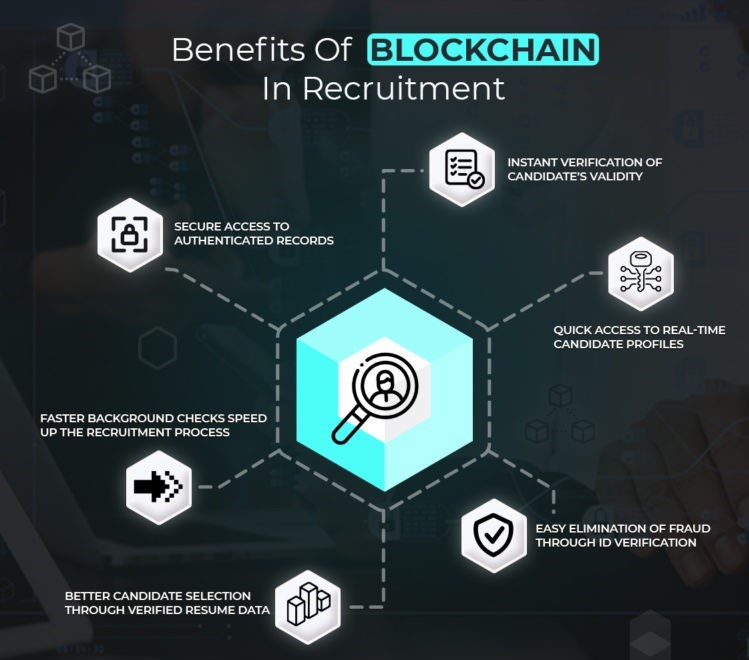 Benefits Of BLOCKCHAIN
In Recruitment
INSTANT VERIFICATION OF
CANDIDATE'S VALIDITY
SECURE ACCESS TO
AUTHENTICATED RECORDS
QUICK ACCESS TO REAL-TIME
CANDIDATE PROFILES
FASTER BACKGROUND CHECKS SPEED
UP THE RECRUITMENT PROCESS
EASY ELIMINATION OF FRAUD
THROUGH ID VERIFICATION
BETTER CANDIDATE SELECTION
THROUGH VERIFIED RESUME DATA